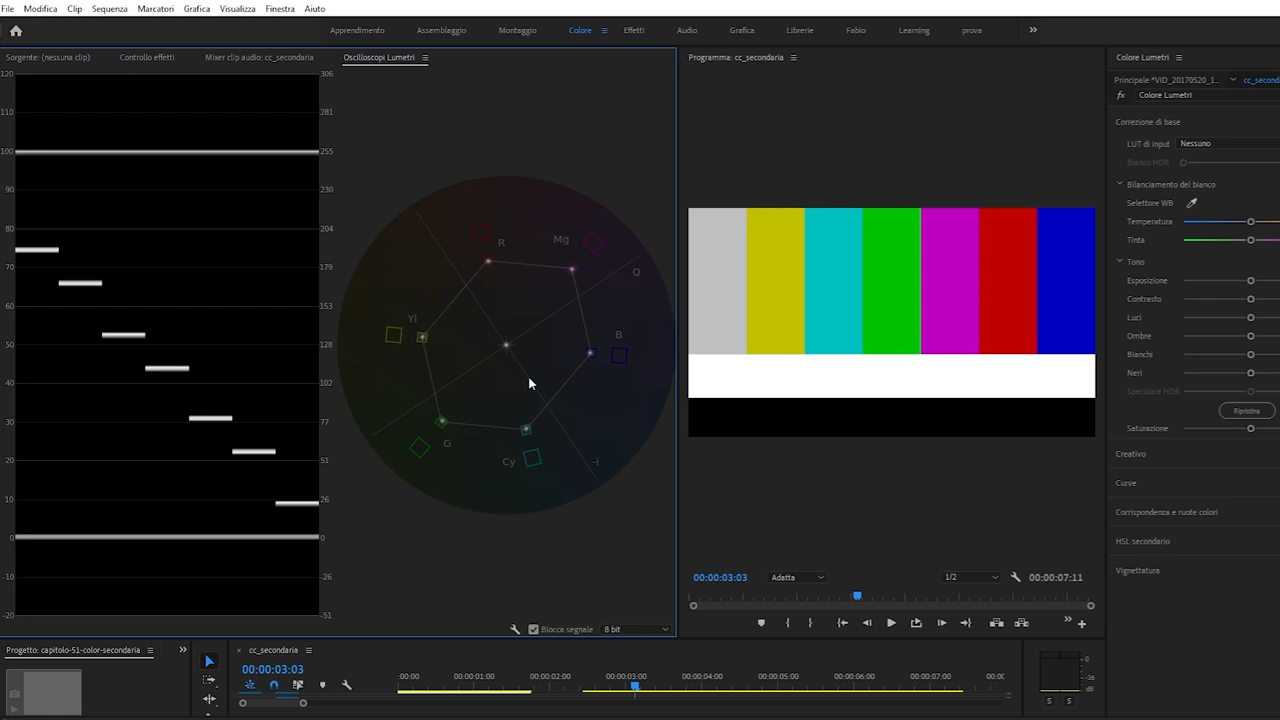 File Modifica Clip Sequenza Marcatori Grafica Visualizza Finestra Aiuto
Apprendimento Assemblaggio Montaggio Colore Effetti Audio Grafica Librerie Fabio Learning prova
Sorgente: (nessuna clip) Controllo effetti Mixer clip audio: cc_secondaria Oscilloscopi Lumetri
120 306
110 281
100 255
90 230
80 204
70 179
60 153
50 128
40 102
30 77
20 51
10 26
0 0
-10 -26
-20 -51
R Mg Q
Yl B
G Cy -i
Blocca segnale 8 bit
Programma: cc_secondaria
00:00:03:03 Adatta 1/2 00:00:07:11
Colore Lumetri
Principale *VID_20170520_1... cc_second
fx Colore Lumetri
Correzione di base
LUT di input Nessuno
Bianco HDR
Bilanciamento del bianco
Selettore WB
Temperatura
Tinta
Tono
Esposizione
Contrasto
Luci
Ombre
Bianchi
Neri
Speculare HDR
Ripristina
Saturazione
Creativo
Curve
Corrispondenza e ruote colori
HSL secondario
Vignettatura
Progetto: capitolo-51-color-secondaria
× cc_secondaria
00:00:03:03
:00:00 00:00:01:00 00:00:02:00 00:00:03:00 00:00:04:00 00:00:05:00 00:00:06:00 00:00:07:00 00:0(
0
-36
dB
S S